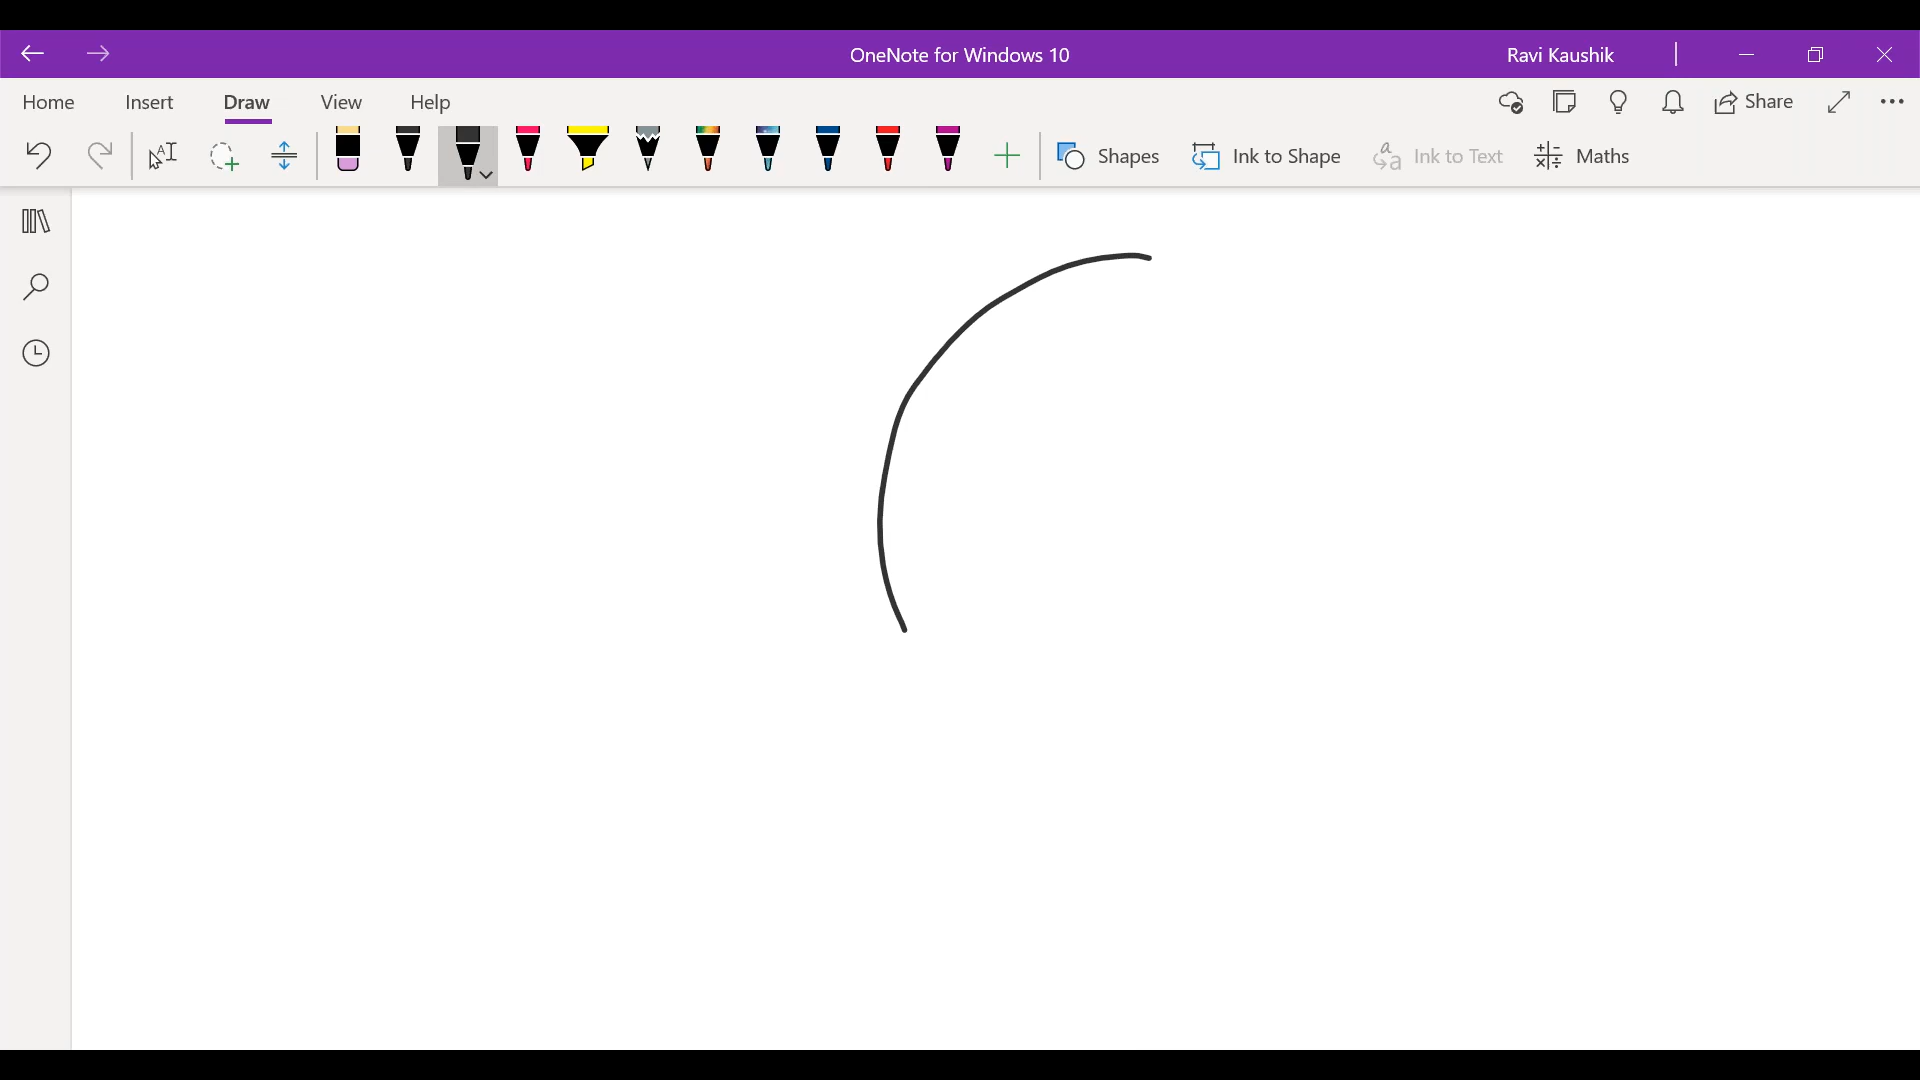 OneNote for Windows 10
Ravi Kaushik
Home Insert Draw View Help
Share
Shapes Ink to Shape Ink to Text Maths